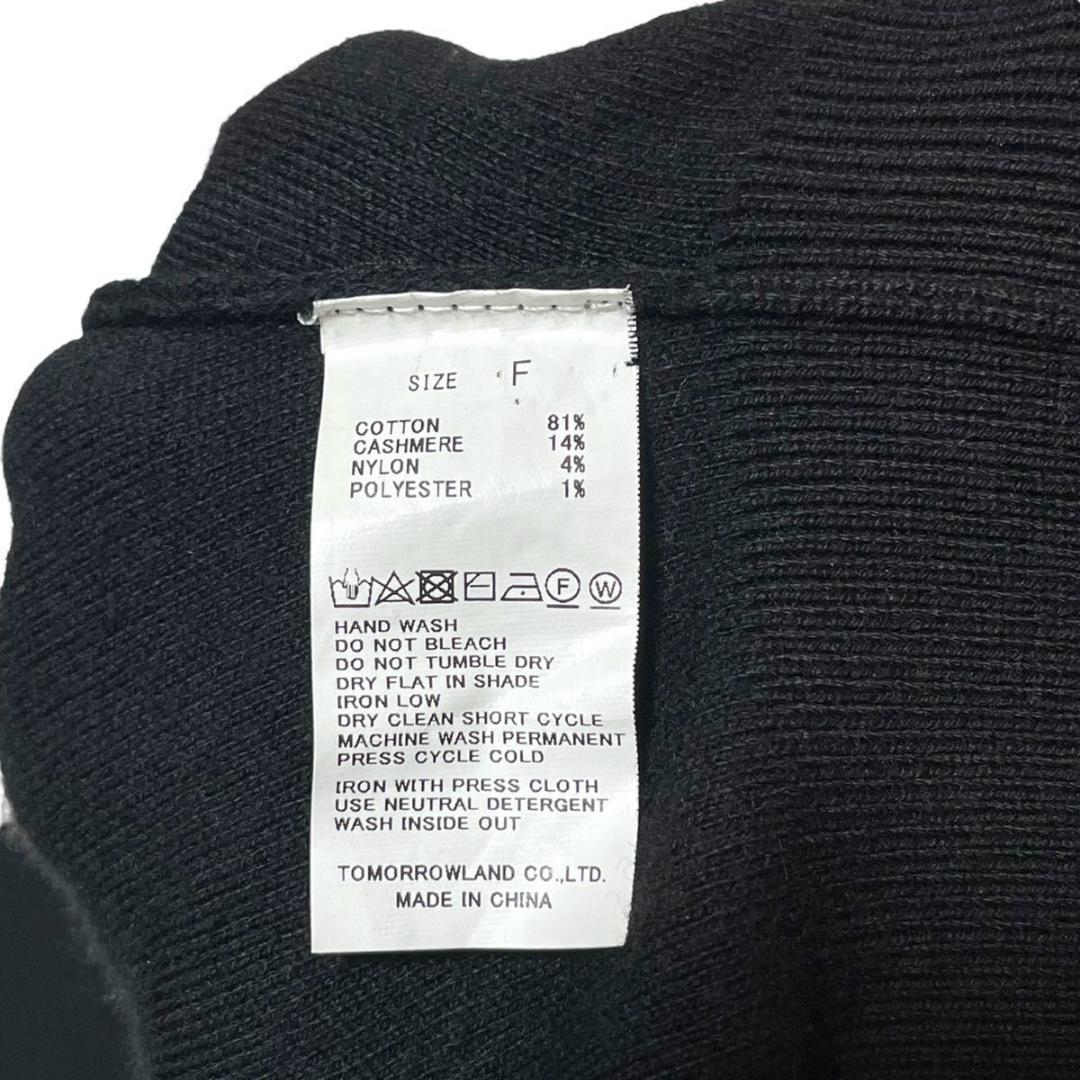 SIZE F
COTTON 81%
CASHMERE 14%
NYLON 4%
POLYESTER 1%
F W
HAND WASH
DO NOT BLEACH
DO NOT TUMBLE DRY
DRY FLAT IN SHADE
IRON LOW
DRY CLEAN SHORT CYCLE
MACHINE WASH PERMANENT
PRESS CYCLE COLD
IRON WITH PRESS CLOTH
USE NEUTRAL DETERGENT
WASH INSIDE OUT
TOMORROWLAND CO.,LTD.
MADE IN CHINA